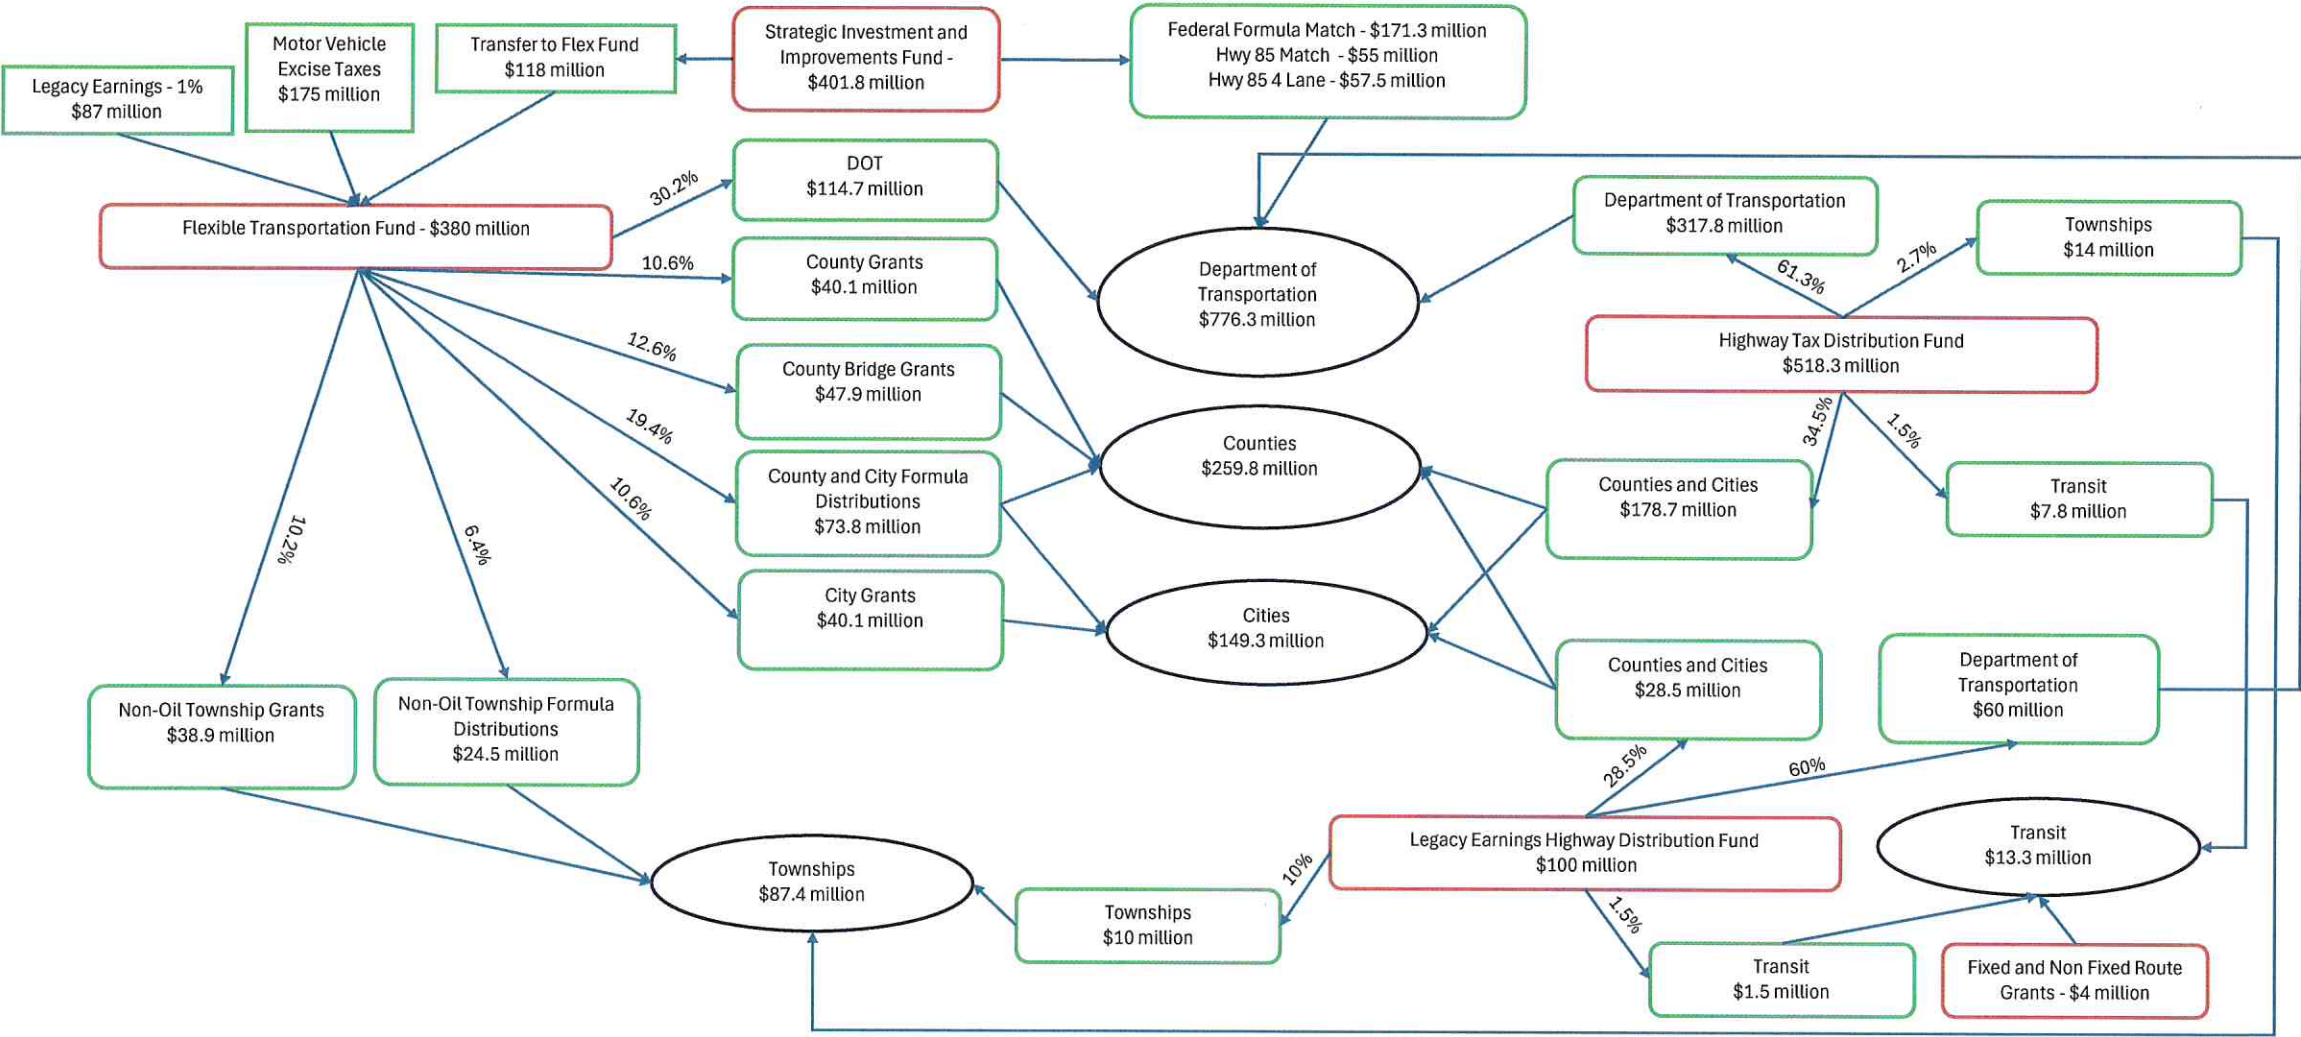 Legacy Earnings - 1%
$87 million
Motor Vehicle
Excise Taxes
$175 million
Transfer to Flex Fund
$118 million
Strategic Investment and
Improvements Fund -
$401.8 million
Federal Formula Match - $171.3 million
Hwy 85 Match - $55 million
Hwy 85 4 Lane - $57.5 million
Flexible Transportation Fund - $380 million
30.2%
10.6%
12.6%
19.4%
10.6%
6.4%
10.2%
DOT
$114.7 million
County Grants
$40.1 million
County Bridge Grants
$47.9 million
County and City Formula
Distributions
$73.8 million
City Grants
$40.1 million
Non-Oil Township Grants
$38.9 million
Non-Oil Township Formula
Distributions
$24.5 million
Department of
Transportation
$776.3 million
Counties
$259.8 million
Cities
$149.3 million
Townships
$87.4 million
Department of Transportation
$317.8 million
Townships
$14 million
61.3%
2.7%
Highway Tax Distribution Fund
$518.3 million
34.5%
1.5%
Counties and Cities
$178.7 million
Transit
$7.8 million
Counties and Cities
$28.5 million
Department of
Transportation
$60 million
28.5%
60%
Legacy Earnings Highway Distribution Fund
$100 million
10%
1.5%
Townships
$10 million
Transit
$13.3 million
Transit
$1.5 million
Fixed and Non Fixed Route
Grants - $4 million